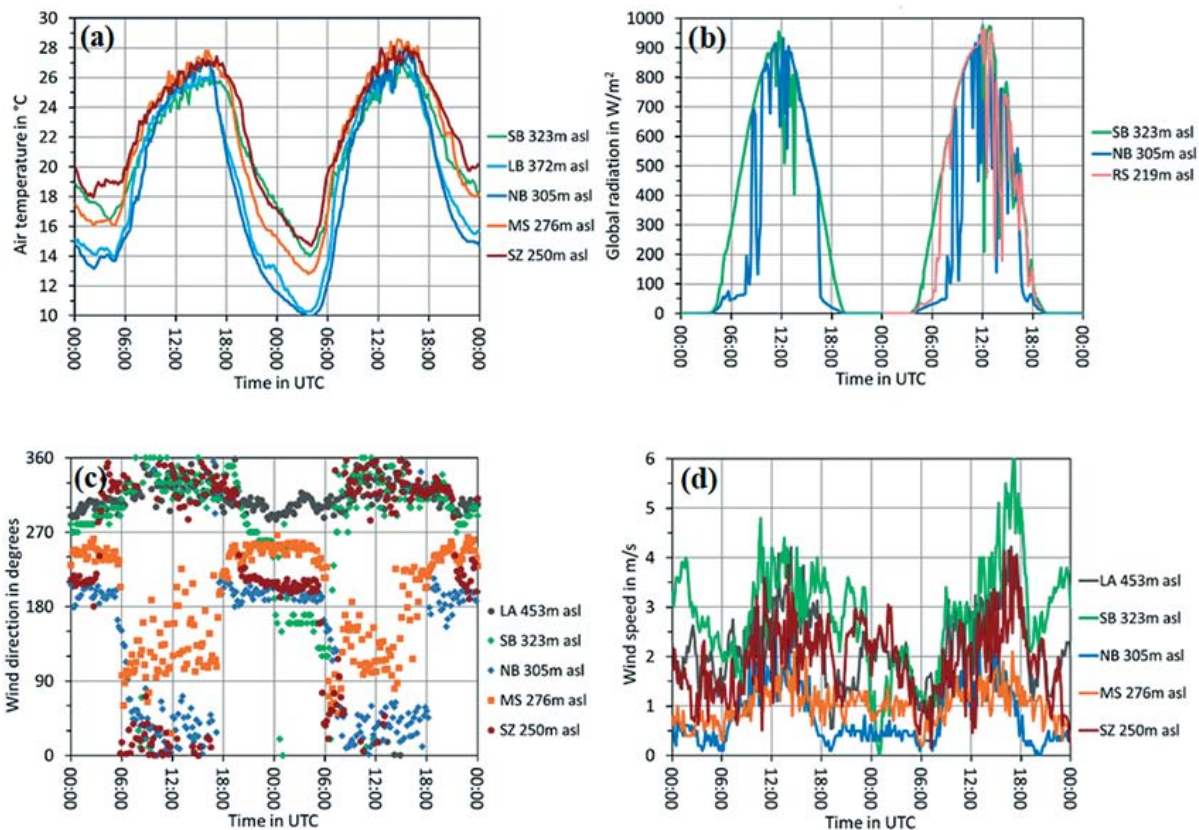 (a)
30
28
26
24
22
20
18
16
14
12
10
Air temperature in °C
00:00
06:00
12:00
18:00
00:00
06:00
12:00
18:00
00:00
Time in UTC
SB 323m asl
LB 372m asl
NB 305m asl
MS 276m asl
SZ 250m asl
(b)
1000
900
800
700
600
500
400
300
200
100
0
Global radiation in W/m²
00:00
06:00
12:00
18:00
00:00
06:00
12:00
18:00
00:00
Time in UTC
SB 323m asl
NB 305m asl
RS 219m asl
(c)
360
270
180
90
0
Wind direction in degrees
00:00
06:00
12:00
18:00
00:00
06:00
12:00
18:00
00:00
Time in UTC
LA 453m asl
SB 323m asl
NB 305m asl
MS 276m asl
SZ 250m asl
(d)
6
5
4
3
2
1
0
Wind speed in m/s
00:00
06:00
12:00
18:00
00:00
06:00
12:00
18:00
00:00
Time in UTC
LA 453m asl
SB 323m asl
NB 305m asl
MS 276m asl
SZ 250m asl